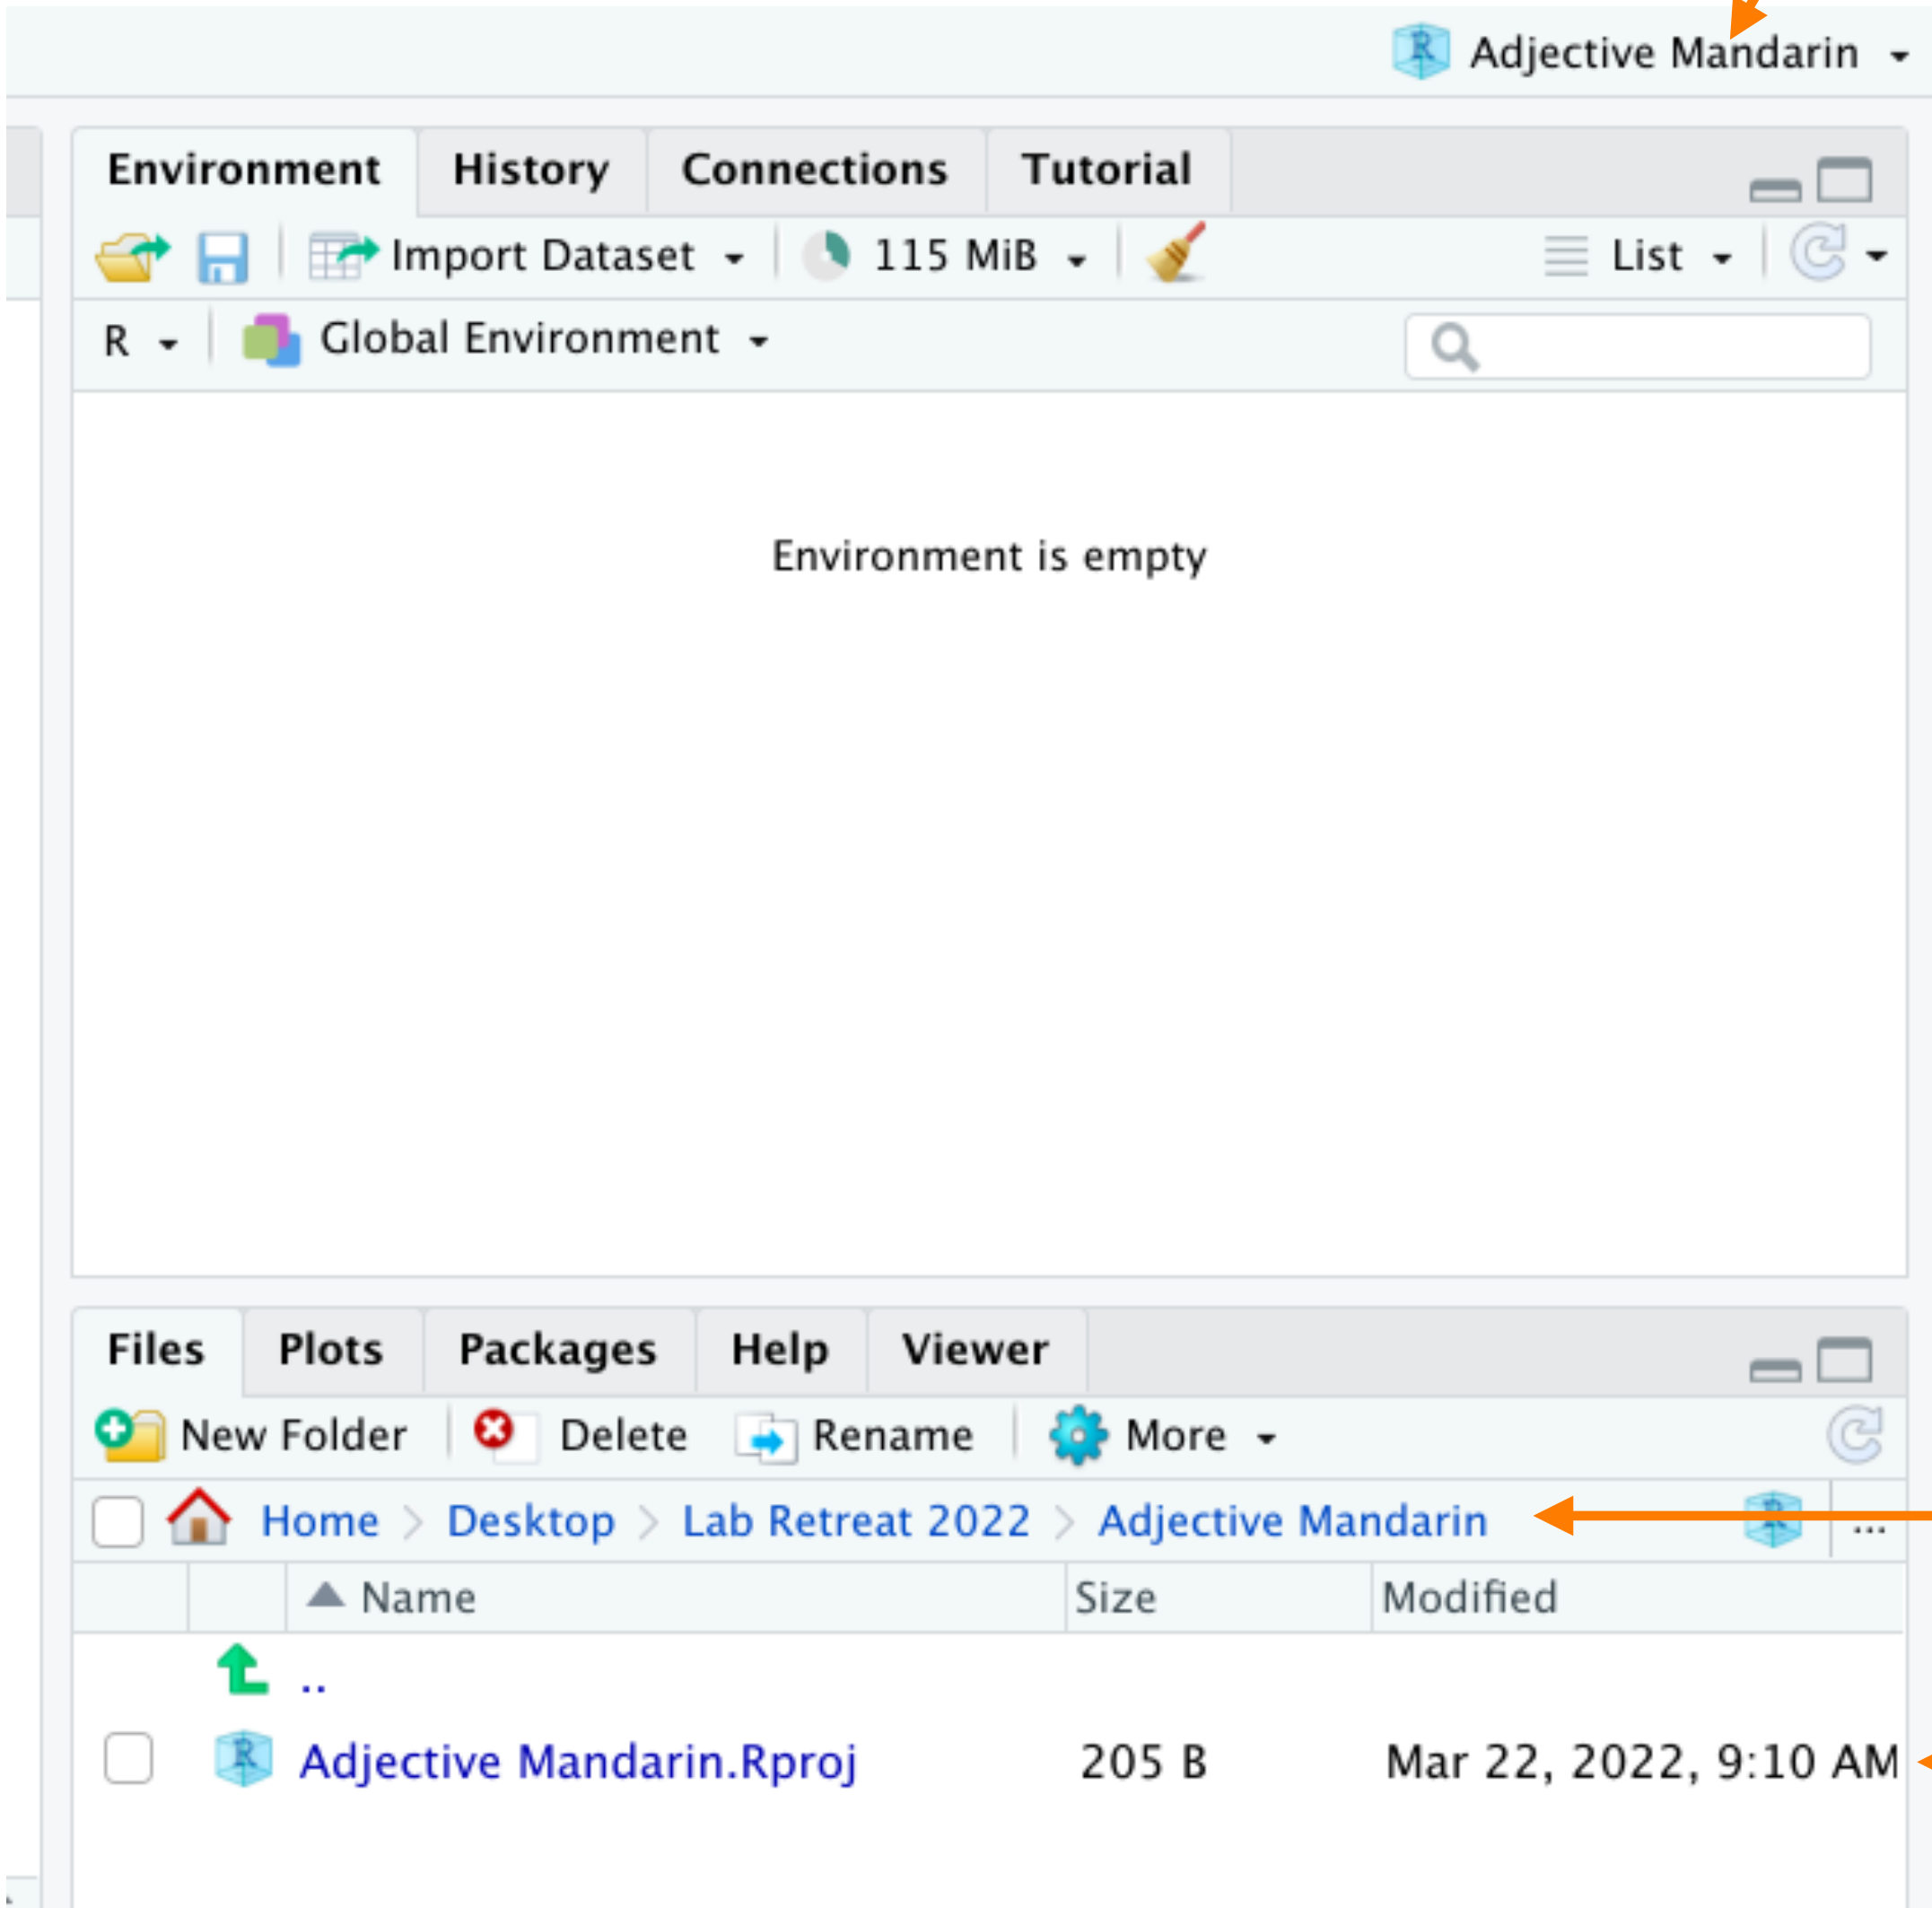 Adjective Mandarin
Environment History Connections Tutorial
Import Dataset 115 MiB List
R Global Environment
Environment is empty
Files Plots Packages Help Viewer
New Folder Delete Rename More
Home > Desktop > Lab Retreat 2022 > Adjective Mandarin ...
Name Size Modified
..
Adjective Mandarin.Rproj 205 B Mar 22, 2022, 9:10 AM